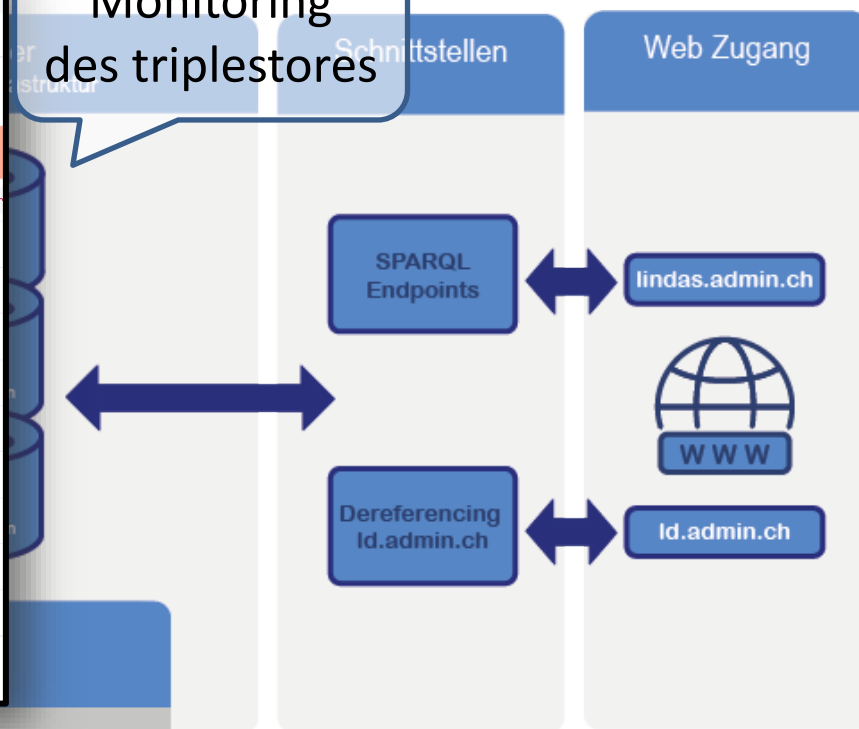 Monitoring
des triplestores
Schnittstellen
Web Zugang
SPARQL
Endpoints
lindas.admin.ch
W W W
Dereferencing
ld.admin.ch
ld.admin.ch